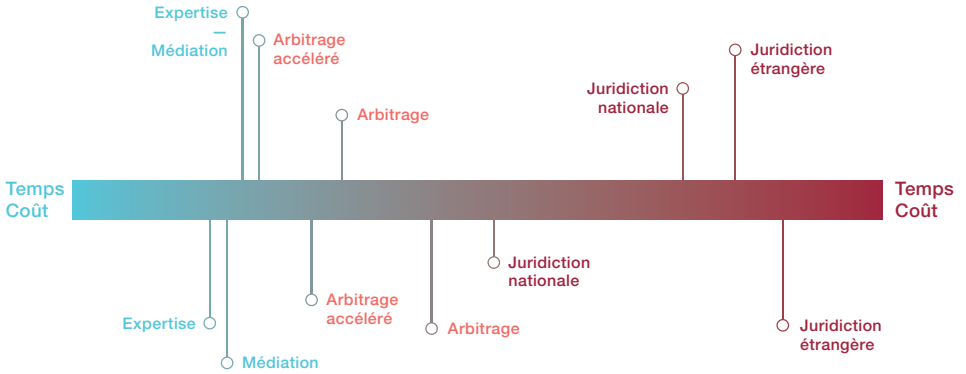 Expertise
—
Médiation
Arbitrage
accéléré
Arbitrage
Juridiction
nationale
Juridiction
étrangère
Temps
Coût
Temps
Coût
Expertise
Médiation
Arbitrage
accéléré
Arbitrage
Juridiction
nationale
Juridiction
étrangère